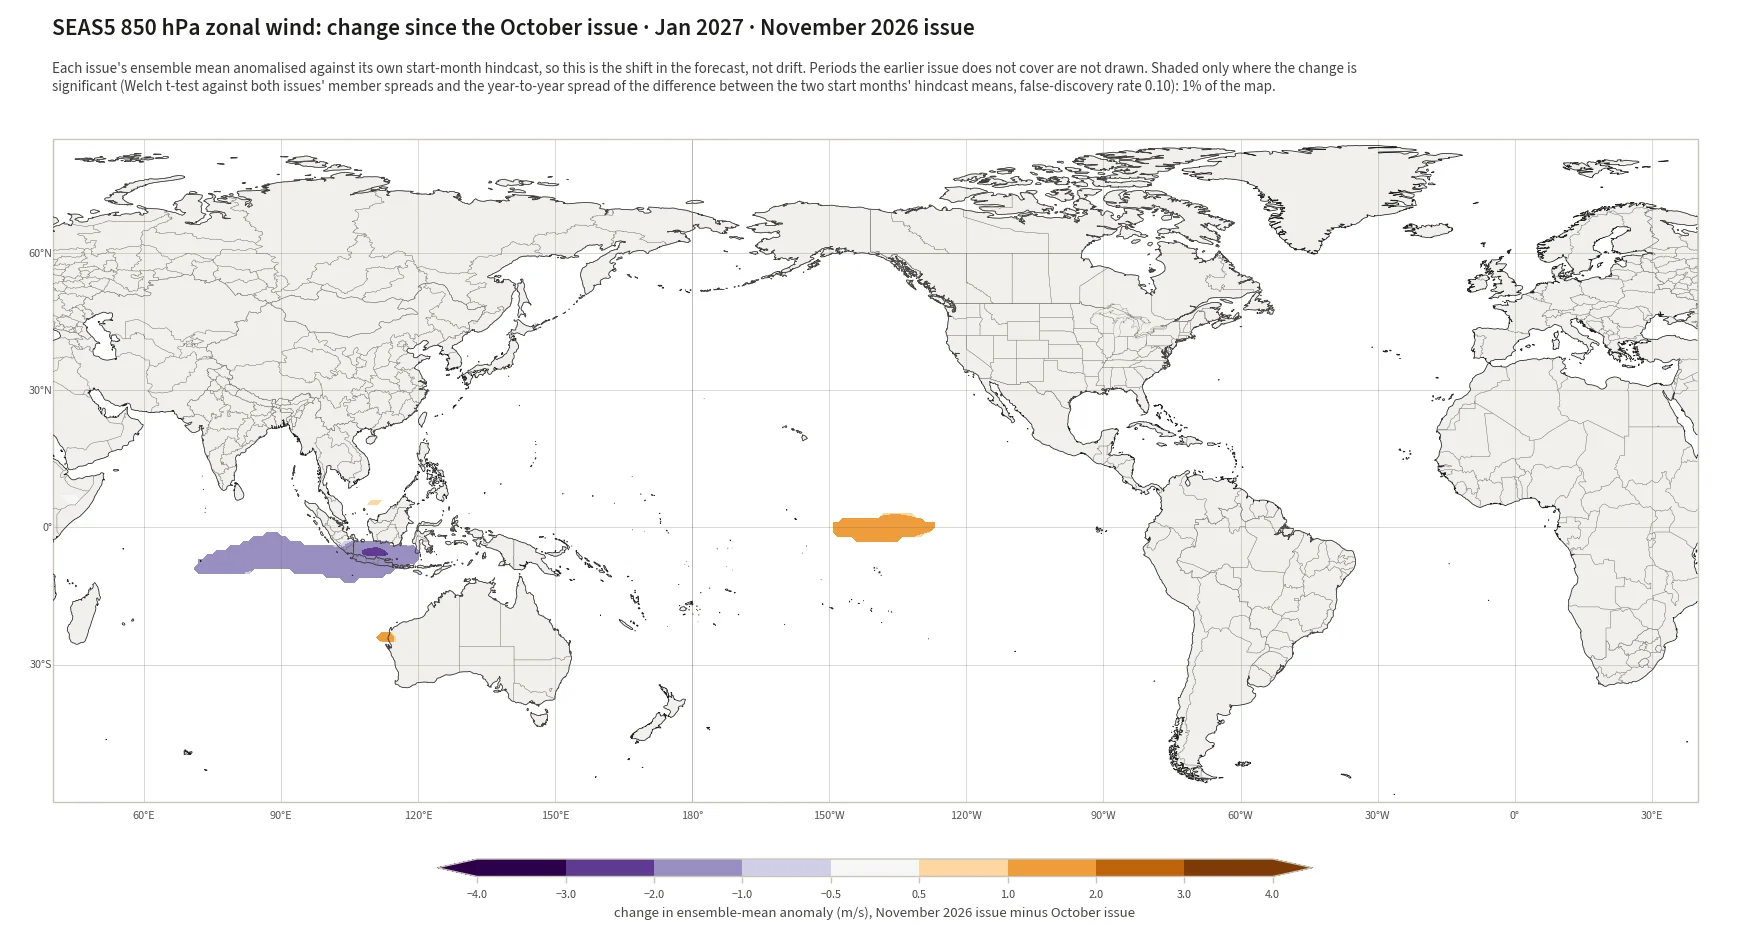 SEAS5 850 hPa zonal wind: change since the October issue · Jan 2027 · November 2026 issue
Each issue's ensemble mean anomalised against its own start-month hindcast, so this is the shift in the forecast, not drift. Periods the earlier issue does not cover are not drawn. Shaded only where the change is
significant (Welch t-test against both issues' member spreads and the year-to-year spread of the difference between the two start months' hindcast means, false-discovery rate 0.10): 1% of the map.
60°N
30°N
0°
30°S
60°E 90°E 120°E 150°E 180° 150°W 120°W 90°W 60°W 30°W 0° 30°E
−4.0 −3.0 −2.0 −1.0 −0.5 0.5 1.0 2.0 3.0 4.0
change in ensemble-mean anomaly (m/s), November 2026 issue minus October issue